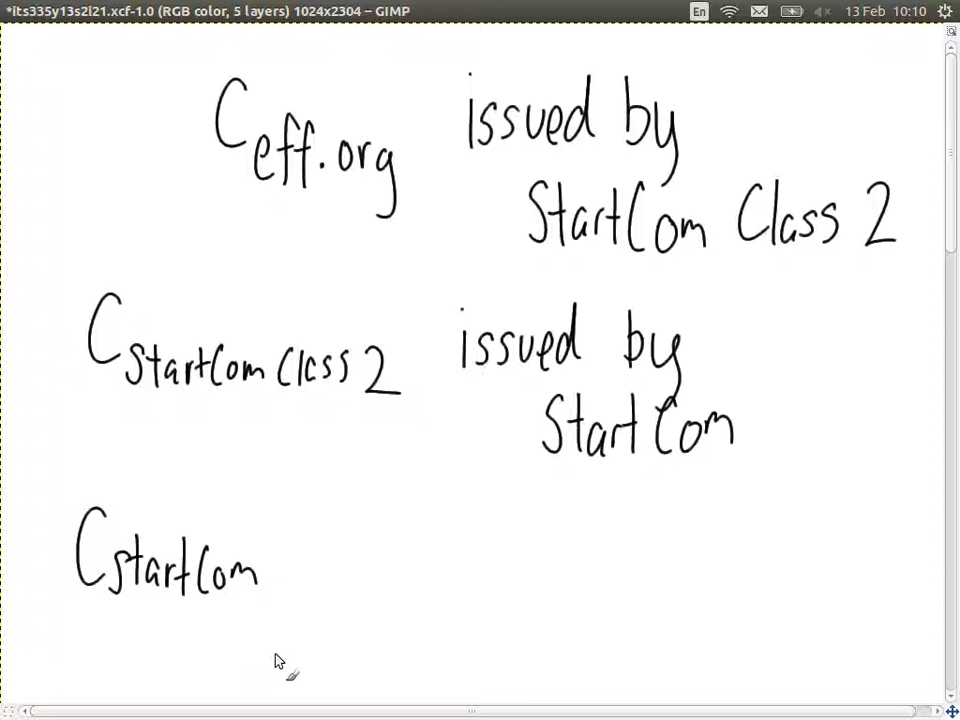 *its335y13s2l21.xcf-1.0 (RGB color, 5 layers) 1024x2304 – GIMP En 13 Feb 10:10
Ceff.org issued by
StartCom Class 2
CStartCom Class 2 issued by
StartCom
CStartCom